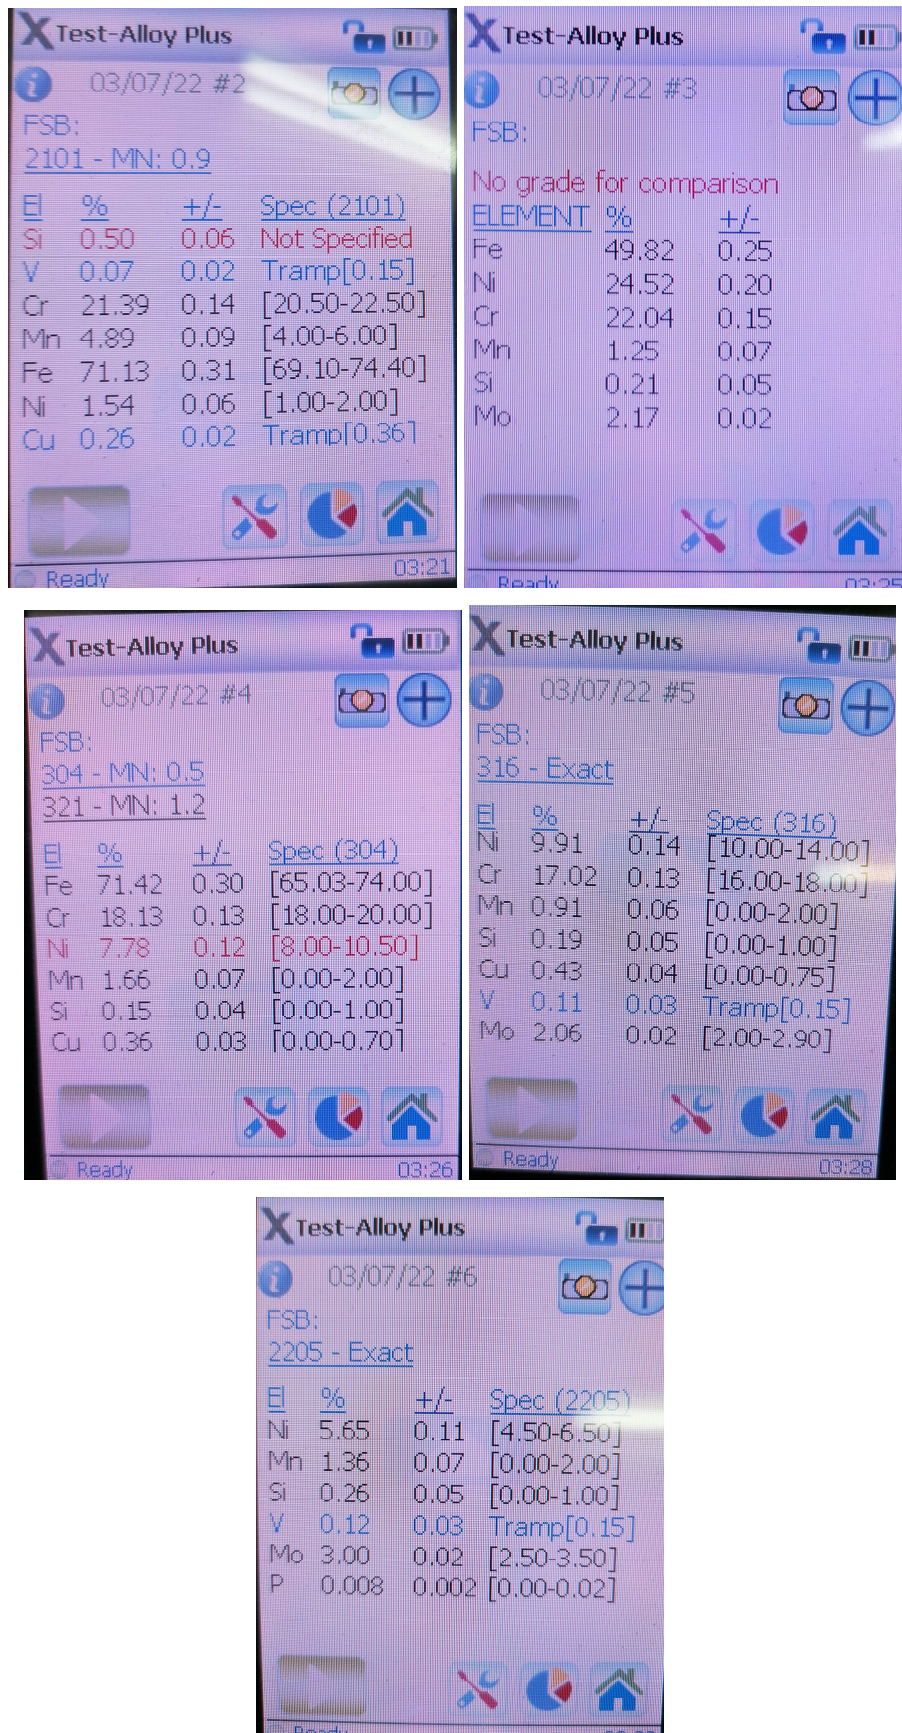 Test-Alloy Plus
03/07/22 #2
FSB:
2101 - MN: 0.9
El % +/- Spec (2101)
Si 0.50 0.06 Not Specified
V 0.07 0.02 Tramp[0.15]
Cr 21.39 0.14 [20.50-22.50]
Mn 4.89 0.09 [4.00-6.00]
Fe 71.13 0.31 [69.10-74.40]
Ni 1.54 0.06 [1.00-2.00]
Cu 0.26 0.02 Tramp[0.36]
Ready 03:21
Test-Alloy Plus
03/07/22 #3
FSB:
No grade for comparison
ELEMENT % +/-
Fe 49.82 0.25
Ni 24.52 0.20
Cr 22.04 0.15
Mn 1.25 0.07
Si 0.21 0.05
Mo 2.17 0.02
Ready 03:25
Test-Alloy Plus
03/07/22 #4
FSB:
304 - MN: 0.5
321 - MN: 1.2
El % +/- Spec (304)
Fe 71.42 0.30 [65.03-74.00]
Cr 18.13 0.13 [18.00-20.00]
Ni 7.78 0.12 [8.00-10.50]
Mn 1.66 0.07 [0.00-2.00]
Si 0.15 0.04 [0.00-1.00]
Cu 0.36 0.03 [0.00-0.70]
Ready 03:26
Test-Alloy Plus
03/07/22 #5
FSB:
316 - Exact
El % +/- Spec (316)
Ni 9.91 0.14 [10.00-14.00]
Cr 17.02 0.13 [16.00-18.00]
Mn 0.91 0.06 [0.00-2.00]
Si 0.19 0.05 [0.00-1.00]
Cu 0.43 0.04 [0.00-0.75]
V 0.11 0.03 Tramp[0.15]
Mo 2.06 0.02 [2.00-2.90]
Ready 03:28
Test-Alloy Plus
03/07/22 #6
FSB:
2205 - Exact
El % +/- Spec (2205)
Ni 5.65 0.11 [4.50-6.50]
Mn 1.36 0.07 [0.00-2.00]
Si 0.26 0.05 [0.00-1.00]
V 0.12 0.03 Tramp[0.15]
Mo 3.00 0.02 [2.50-3.50]
P 0.008 0.002 [0.00-0.02]
Ready